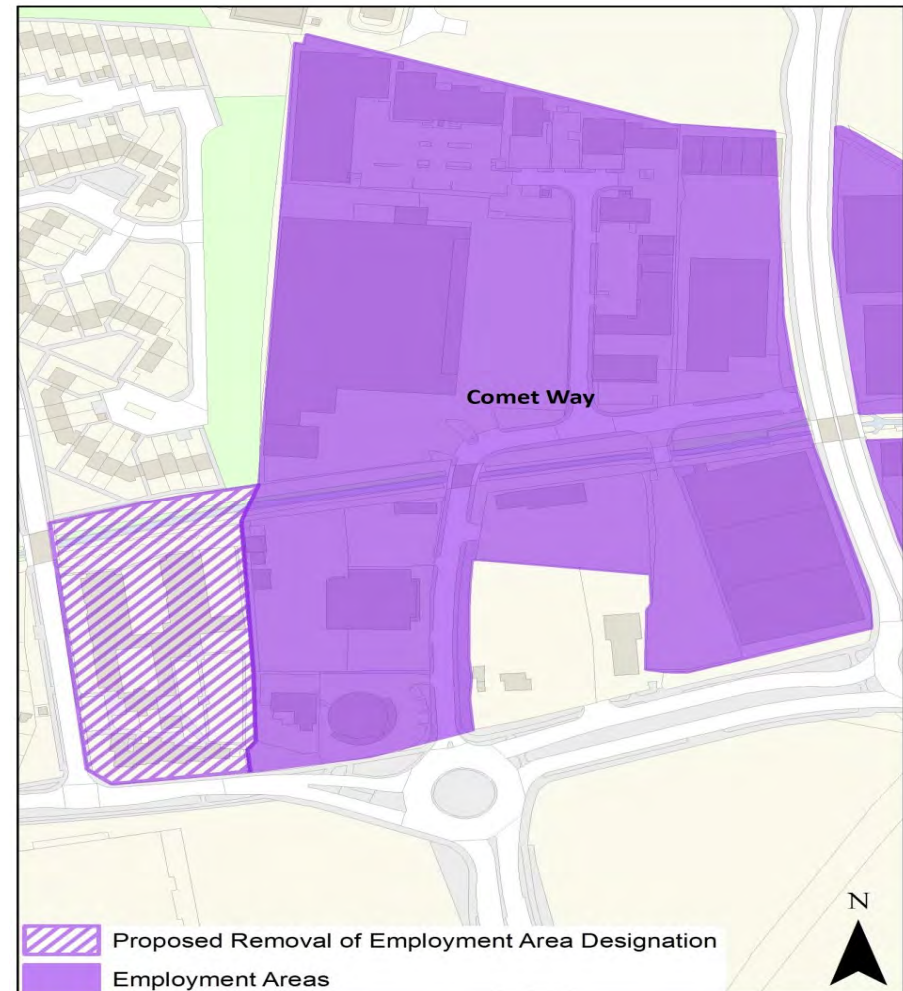 Comet Way
N
Proposed Removal of Employment Area Designation
Employment Areas